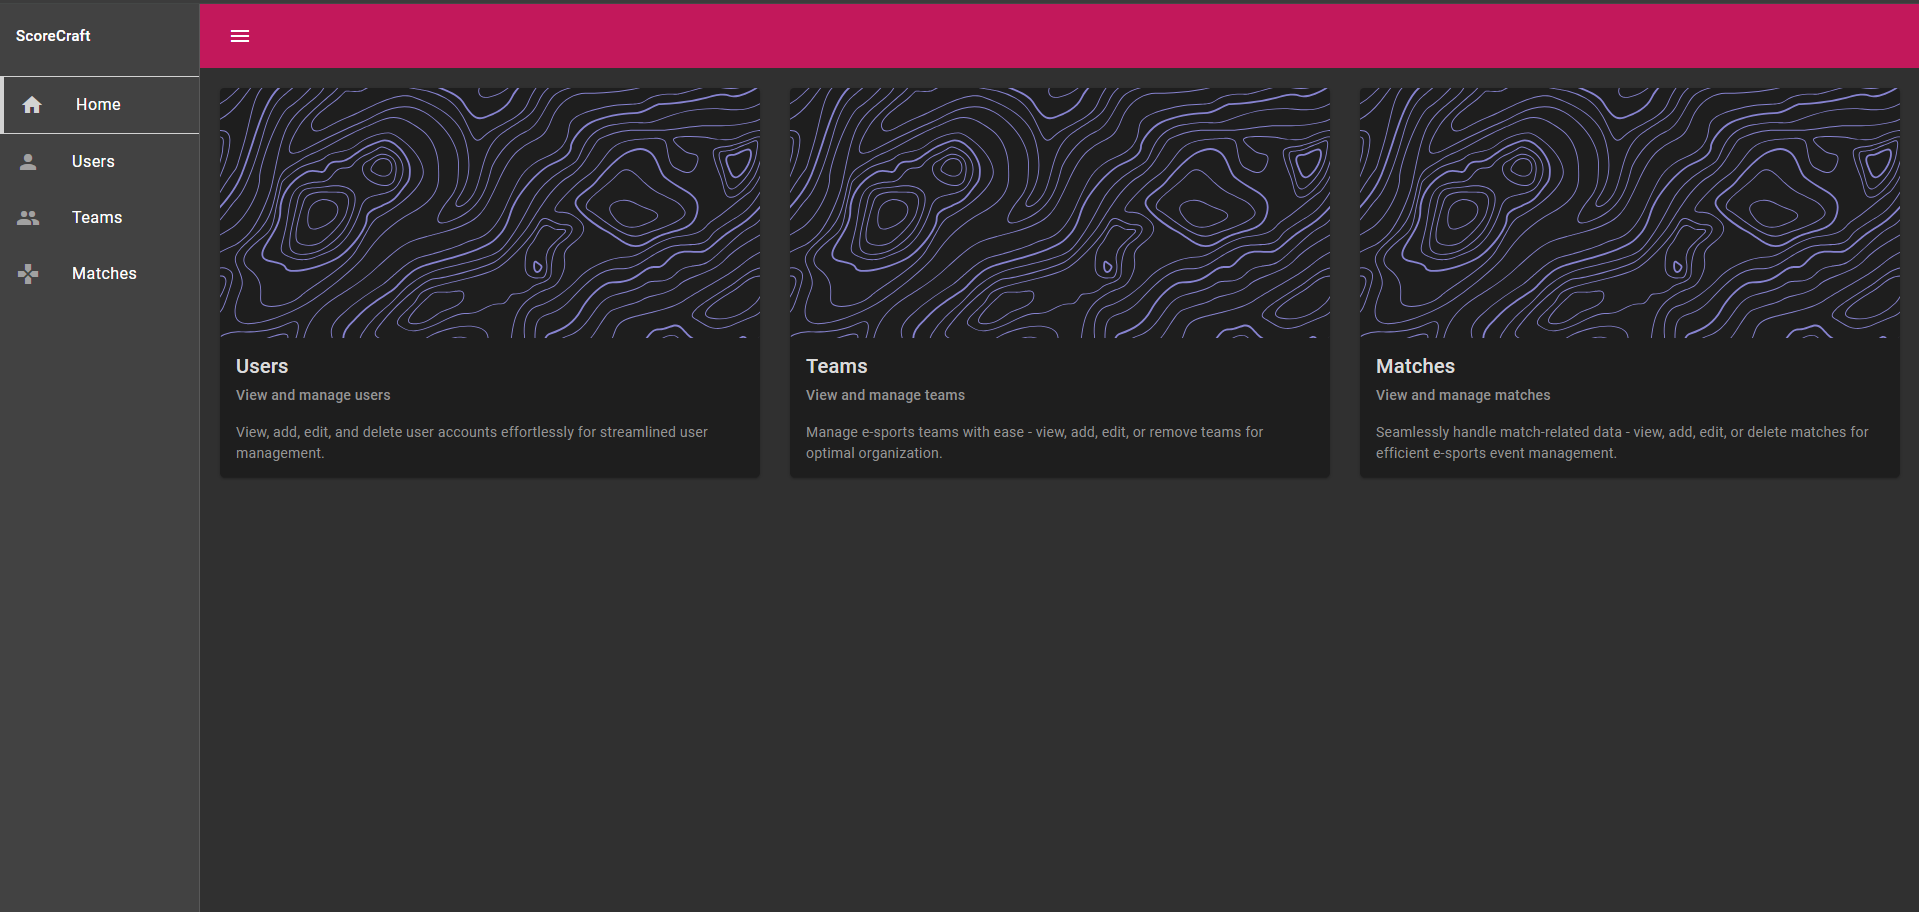 ScoreCraft
Home
Users
Teams
Matches
Users
View and manage users
View, add, edit, and delete user accounts effortlessly for streamlined user
management.
Teams
View and manage teams
Manage e-sports teams with ease - view, add, edit, or remove teams for
optimal organization.
Matches
View and manage matches
Seamlessly handle match-related data - view, add, edit, or delete matches for
efficient e-sports event management.